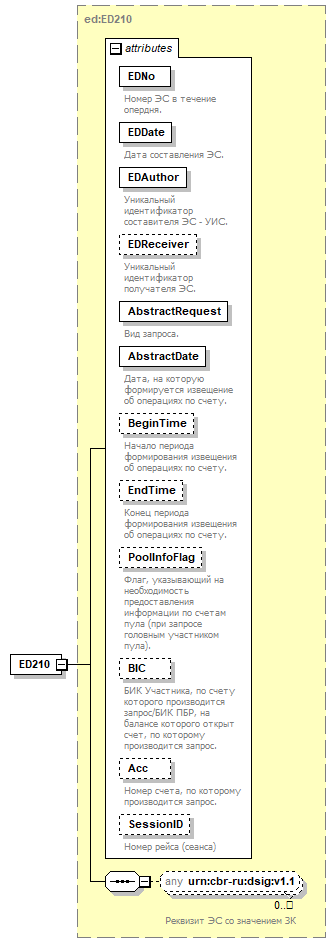 ed:ED210
attributes
EDNo
Номер ЭС в течение
опердня.
EDDate
Дата составления ЭС.
EDAuthor
Уникальный
идентификатор
составителя ЭС - УИС.
EDReceiver
Уникальный
идентификатор
получателя ЭС.
AbstractRequest
Вид запроса.
AbstractDate
Дата, на которую
формируется извещение
об операциях по счету.
BeginTime
Начало периода
формирования извещения
об операциях по счету.
EndTime
Конец периода
формирования извещения
об операциях по счету.
PoolInfoFlag
Флаг, указывающий на
необходимость
предоставления
информации по счетам
пула (при запросе
головным участником
пула).
BIC
БИК Участника, по счету
которого производится
запрос/БИК ПБР, на
балансе которого открыт
счет, по которому
производится запрос.
Acc
Номер счета, по которому
производится запрос.
SessionID
Номер рейса (сеанса)
ED210
any urn:cbr-ru:dsig:v1.1
0..□
Реквизит ЭС со значением ЗК